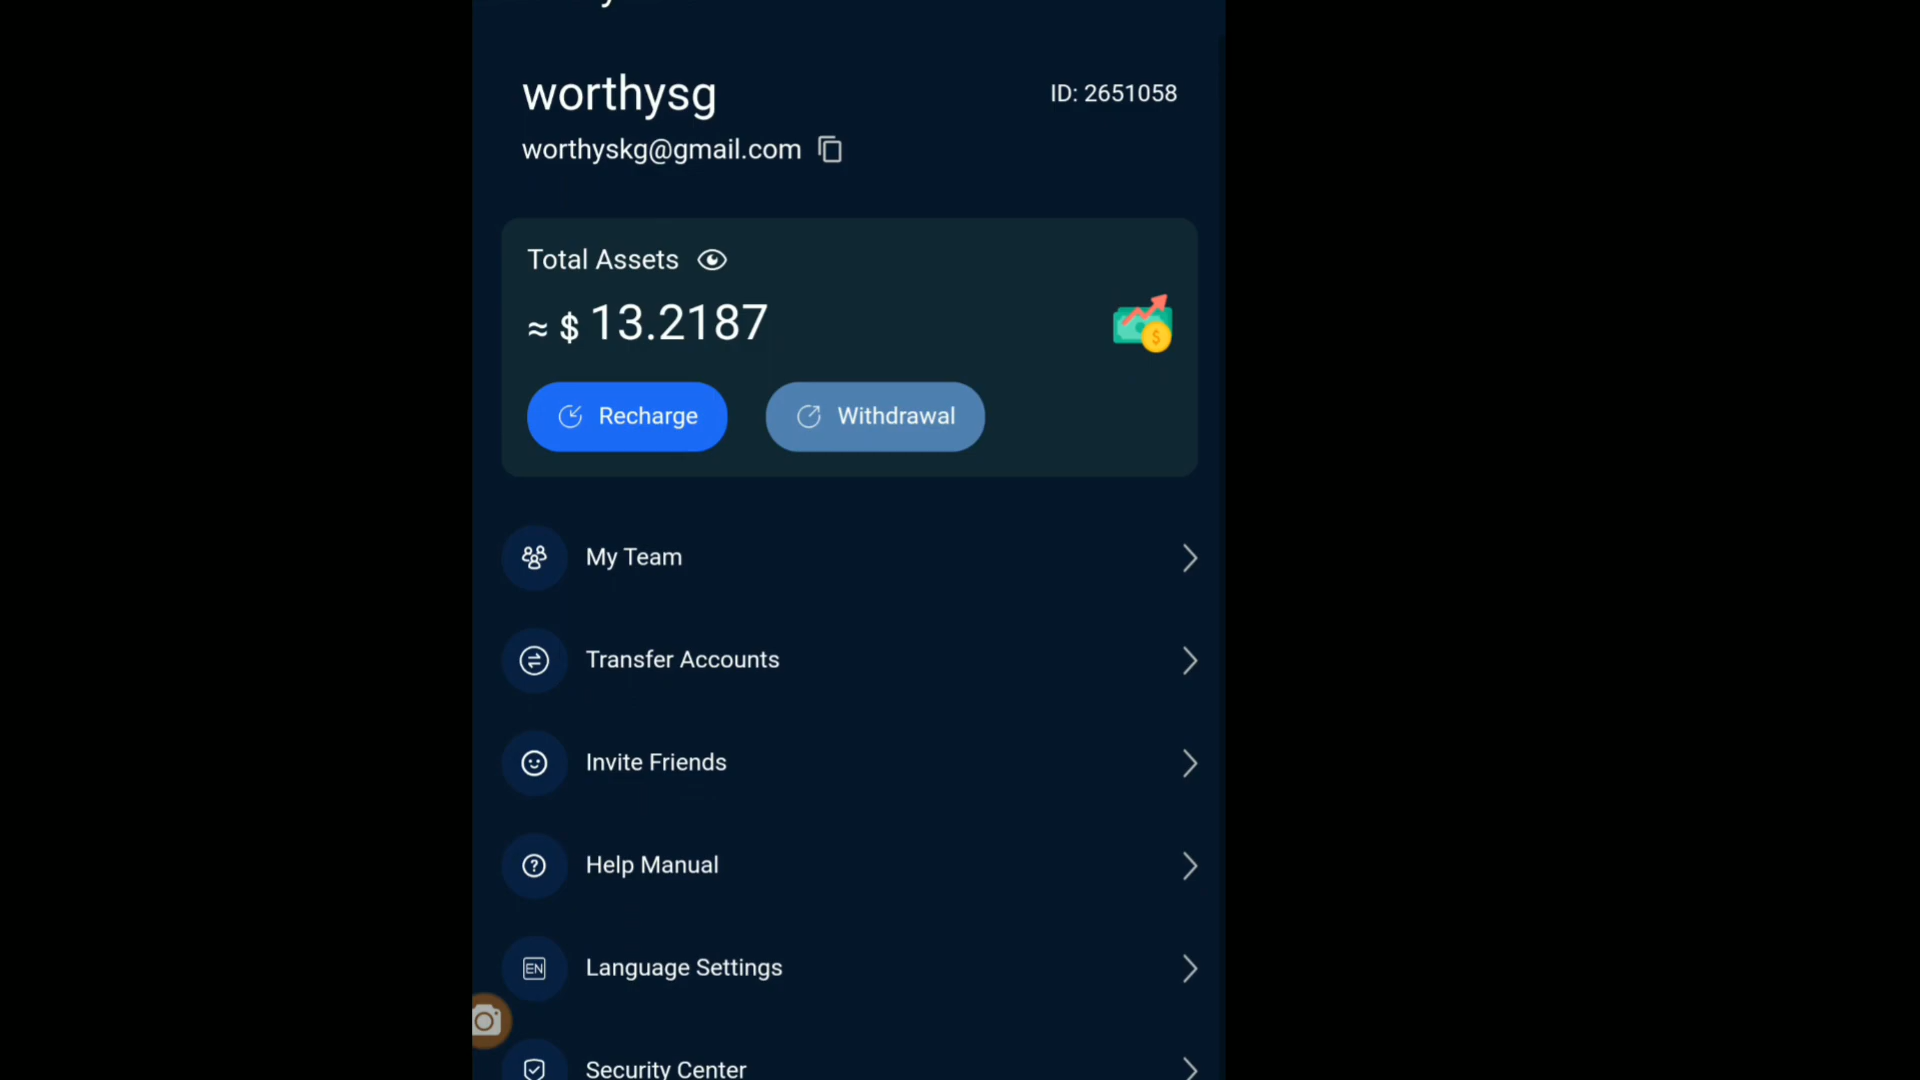 worthysg
ID: 2651058
worthyskg@gmail.com
Total Assets
≈ $ 13.2187
Recharge
Withdrawal
My Team
Transfer Accounts
Invite Friends
Help Manual
EN
Language Settings
Security Center